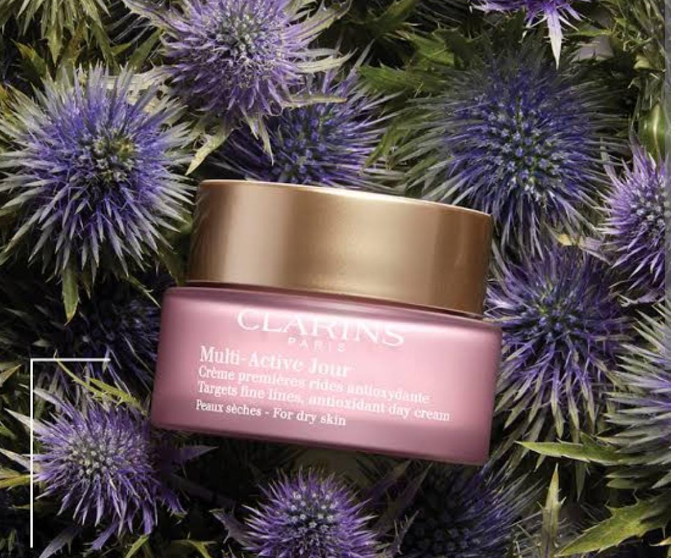 CLARINS
PARIS
Multi-Active Jour
Crème premières rides antioxydante
Targets fine lines, antioxidant day cream
Peaux sèches - For dry skin